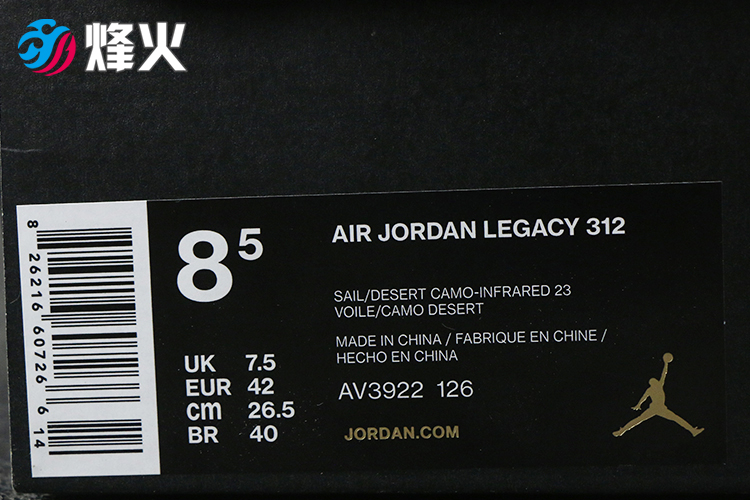 烽火
8 26216 60726 6 14
8⁵
AIR JORDAN LEGACY 312
SAIL/DESERT CAMO-INFRARED 23
VOILE/CAMO DESERT
MADE IN CHINA / FABRIQUE EN CHINE /
HECHO EN CHINA
UK 7.5
EUR 42
cm 26.5
BR 40
AV3922 126
JORDAN.COM